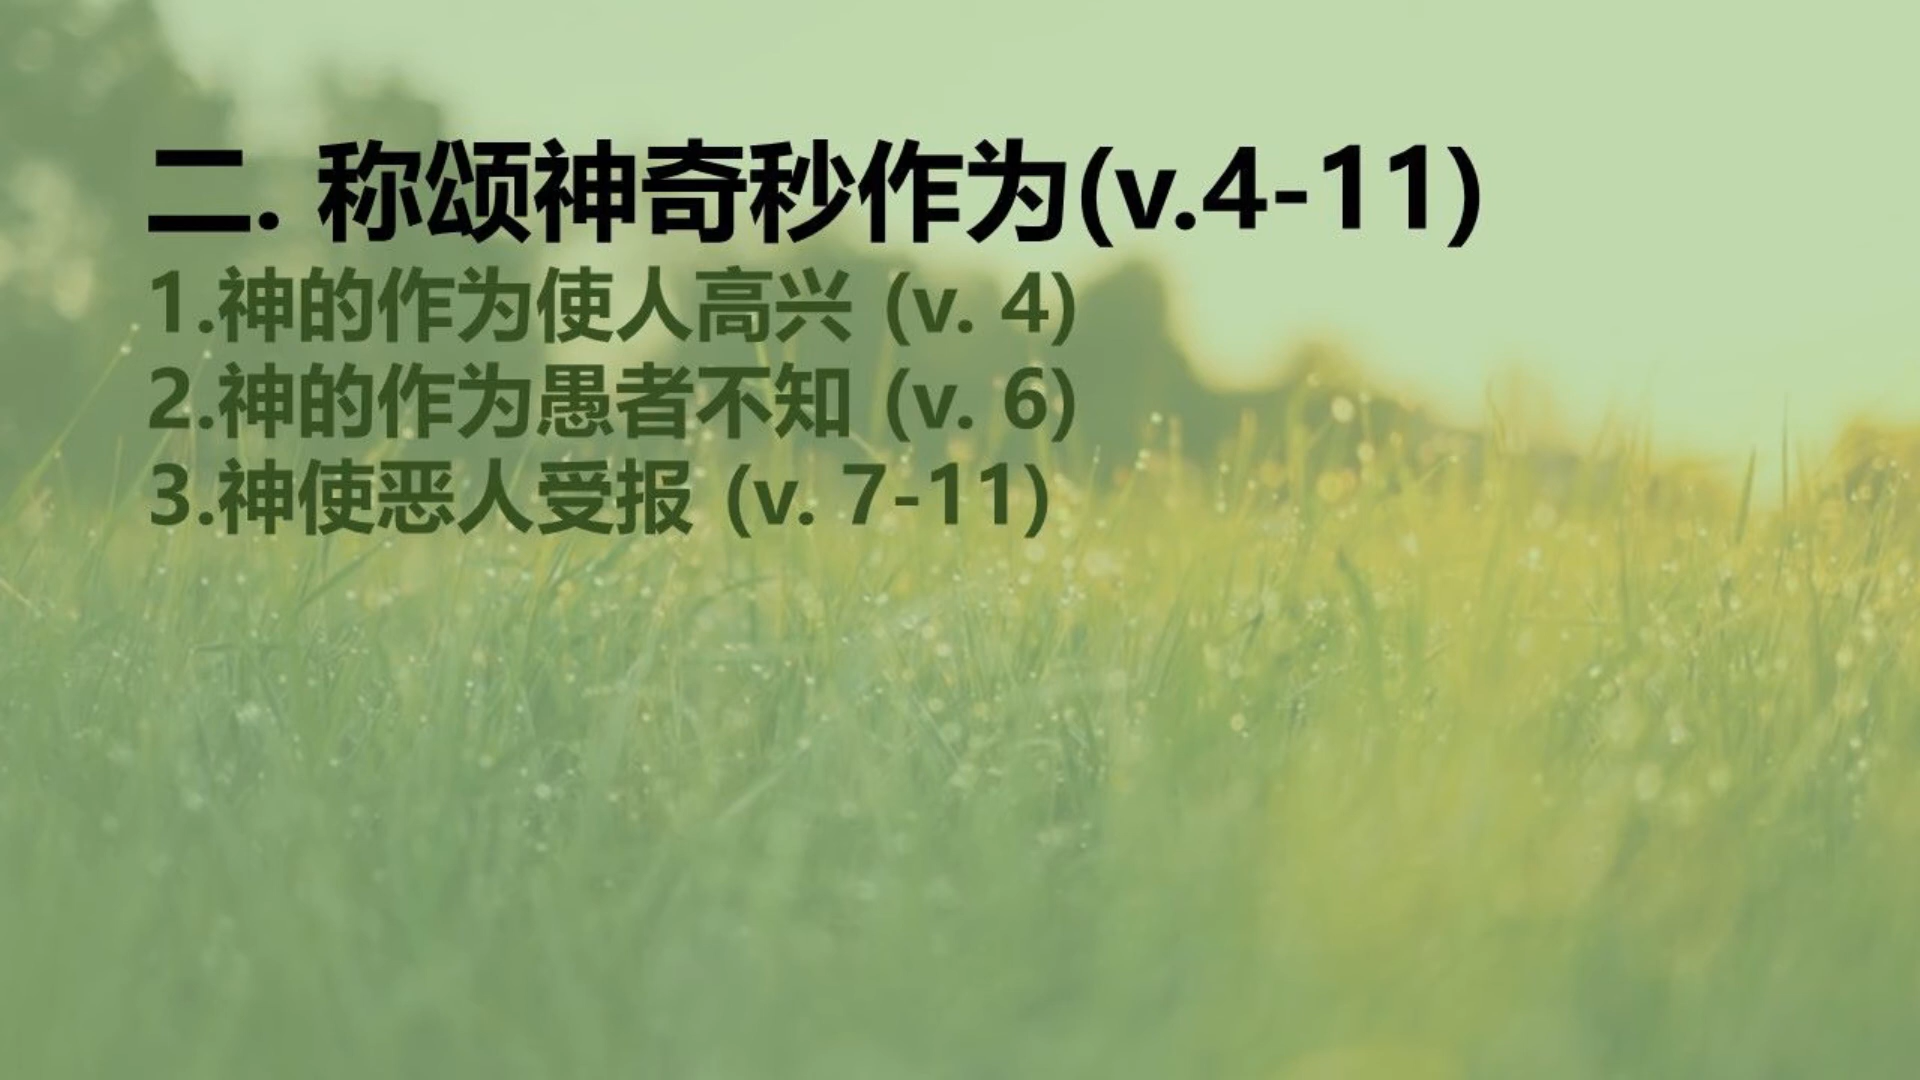 二. 称颂神奇秒作为(v.4-11)
1.神的作为使人高兴 (v. 4)
2.神的作为愚者不知 (v. 6)
3.神使恶人受报 (v. 7-11)